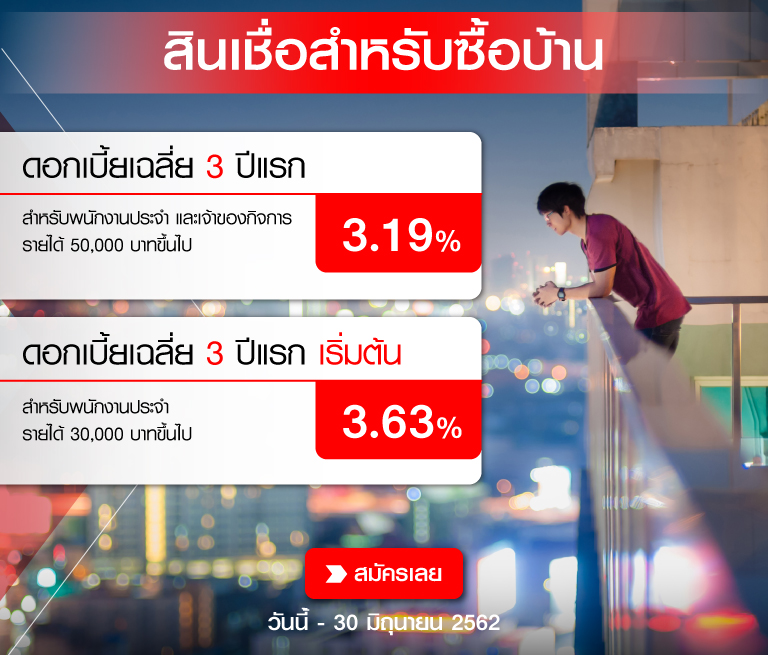 สินเชื่อสำหรับซื้อบ้าน
ดอกเบี้ยเฉลี่ย 3 ปีแรก
สำหรับพนักงานประจำ และเจ้าของกิจการ
รายได้ 50,000 บาทขึ้นไป
3.19%
ดอกเบี้ยเฉลี่ย 3 ปีแรก เริ่มต้น
สำหรับพนักงานประจำ
รายได้ 30,000 บาทขึ้นไป
3.63%
สมัครเลย
วันนี้ - 30 มิถุนายน 2562